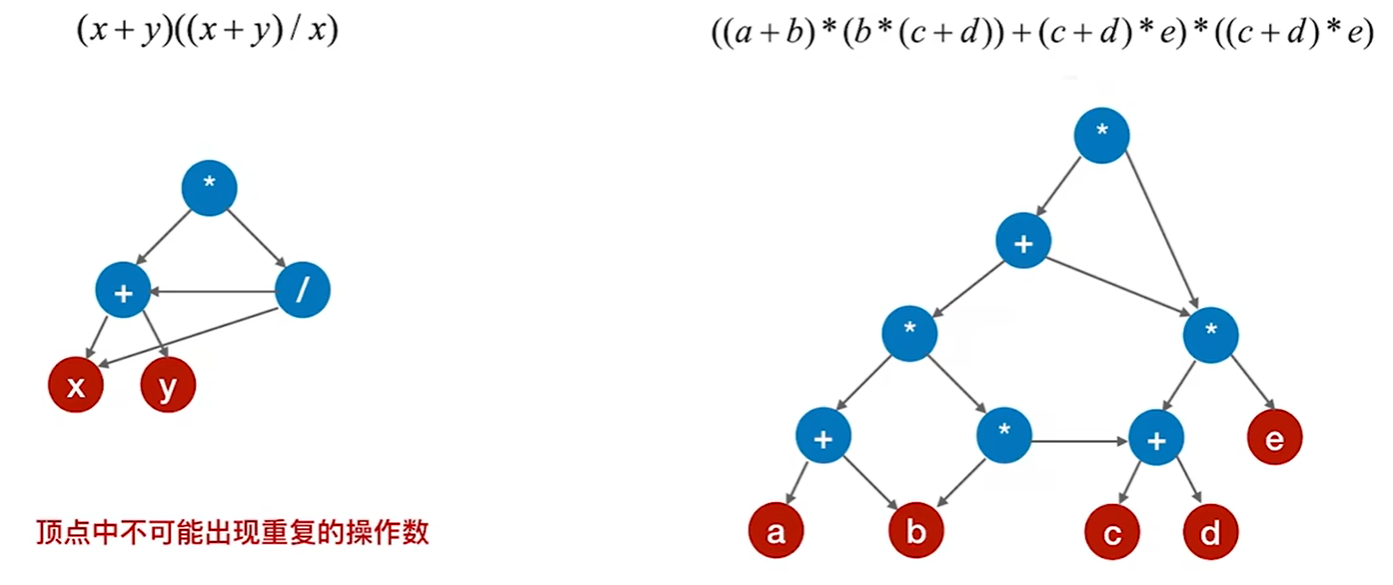 (x+y)((x+y)/x)
((a+b)*(b*(c+d))+(c+d)*e)*((c+d)*e)
*
+ /
x y
*
+
* *
+ * + e
a b c d
顶点中不可能出现重复的操作数